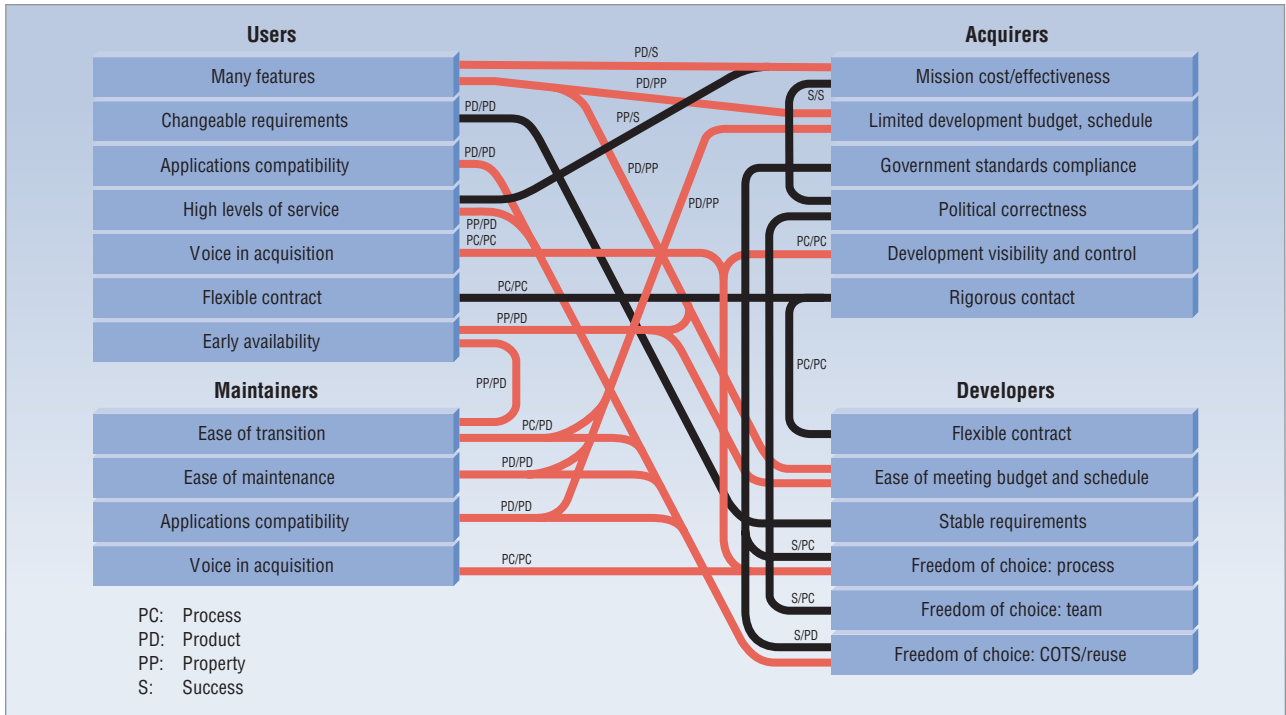 Users
Many features
Changeable requirements
Applications compatibility
High levels of service
Voice in acquisition
Flexible contract
Early availability
Maintainers
Ease of transition
Ease of maintenance
Applications compatibility
Voice in acquisition
PC: Process
PD: Product
PP: Property
S: Success
PD/S
PD/PP
S/S
PD/PD
PP/S
PD/PD
PD/PP
PD/PP
PP/PD
PC/PC
PC/PC
PC/PC
PP/PD
PP/PD
PC/PC
PC/PD
PD/PD
PD/PD
S/PC
PC/PC
S/PC
S/PD
Acquirers
Mission cost/effectiveness
Limited development budget, schedule
Government standards compliance
Political correctness
Development visibility and control
Rigorous contact
Developers
Flexible contract
Ease of meeting budget and schedule
Stable requirements
Freedom of choice: process
Freedom of choice: team
Freedom of choice: COTS/reuse